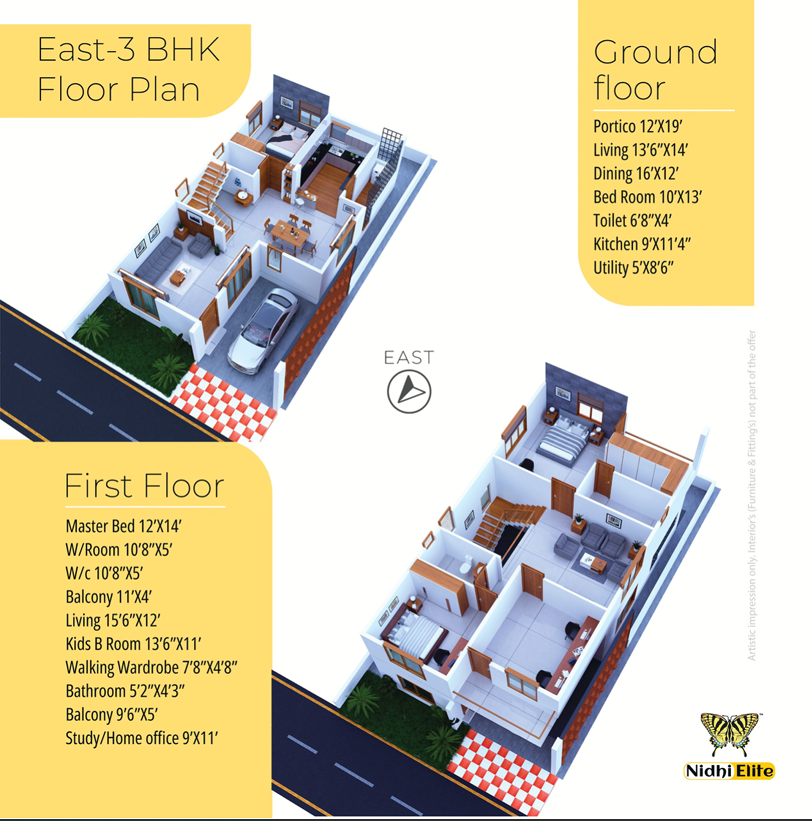 East-3 BHK
Floor Plan
Ground
floor
Portico 12’X19’
Living 13’6”X14’
Dining 16’X12’
Bed Room 10’X13’
Toilet 6’8”X4’
Kitchen 9’X11’4”
Utility 5’X8’6”
EAST
First Floor
Master Bed 12’X14’
W/Room 10’8”X5’
W/c 10’8”X5’
Balcony 11’X4’
Living 15’6”X12’
Kids B Room 13’6”X11’
Walking Wardrobe 7’8”X4’8”
Bathroom 5’2”X4’3”
Balcony 9’6”X5’
Study/Home office 9’X11’
Artistic impression only. Interior's (Furniture & Fitting's) not part of the offer
Nidhi Elite